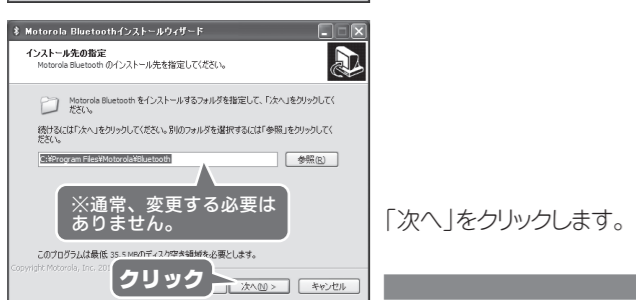 Motorola Bluetoothインストールウィザード
インストール先の指定
Motorola Bluetooth のインストール先を指定してください。
Motorola Bluetooth をインストールするフォルダを指定して、「次へ」をクリックしてく
ださい。
続けるには「次へ」をクリックしてください。別のフォルダを選択するには「参照」をクリックしてく
ださい。
C:¥Program Files¥Motorola¥Bluetooth
参照(R)
※通常、変更する必要は
ありません。
「次へ」をクリックします。
このプログラムは最低 35.5 MBのディスク空き領域を必要とします。
Copyright Motorola, Inc.
クリック
次へ(N) >
キャンセル